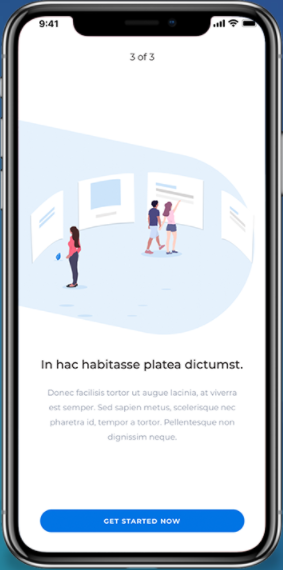 9:41
3 of 3
In hac habitasse platea dictumst.
Donec facilisis tortor ut augue lacinia, at viverra
est semper. Sed sapien metus, scelerisque nec
pharetra id, tempor a tortor. Pellentesque non
dignissim neque.
GET STARTED NOW